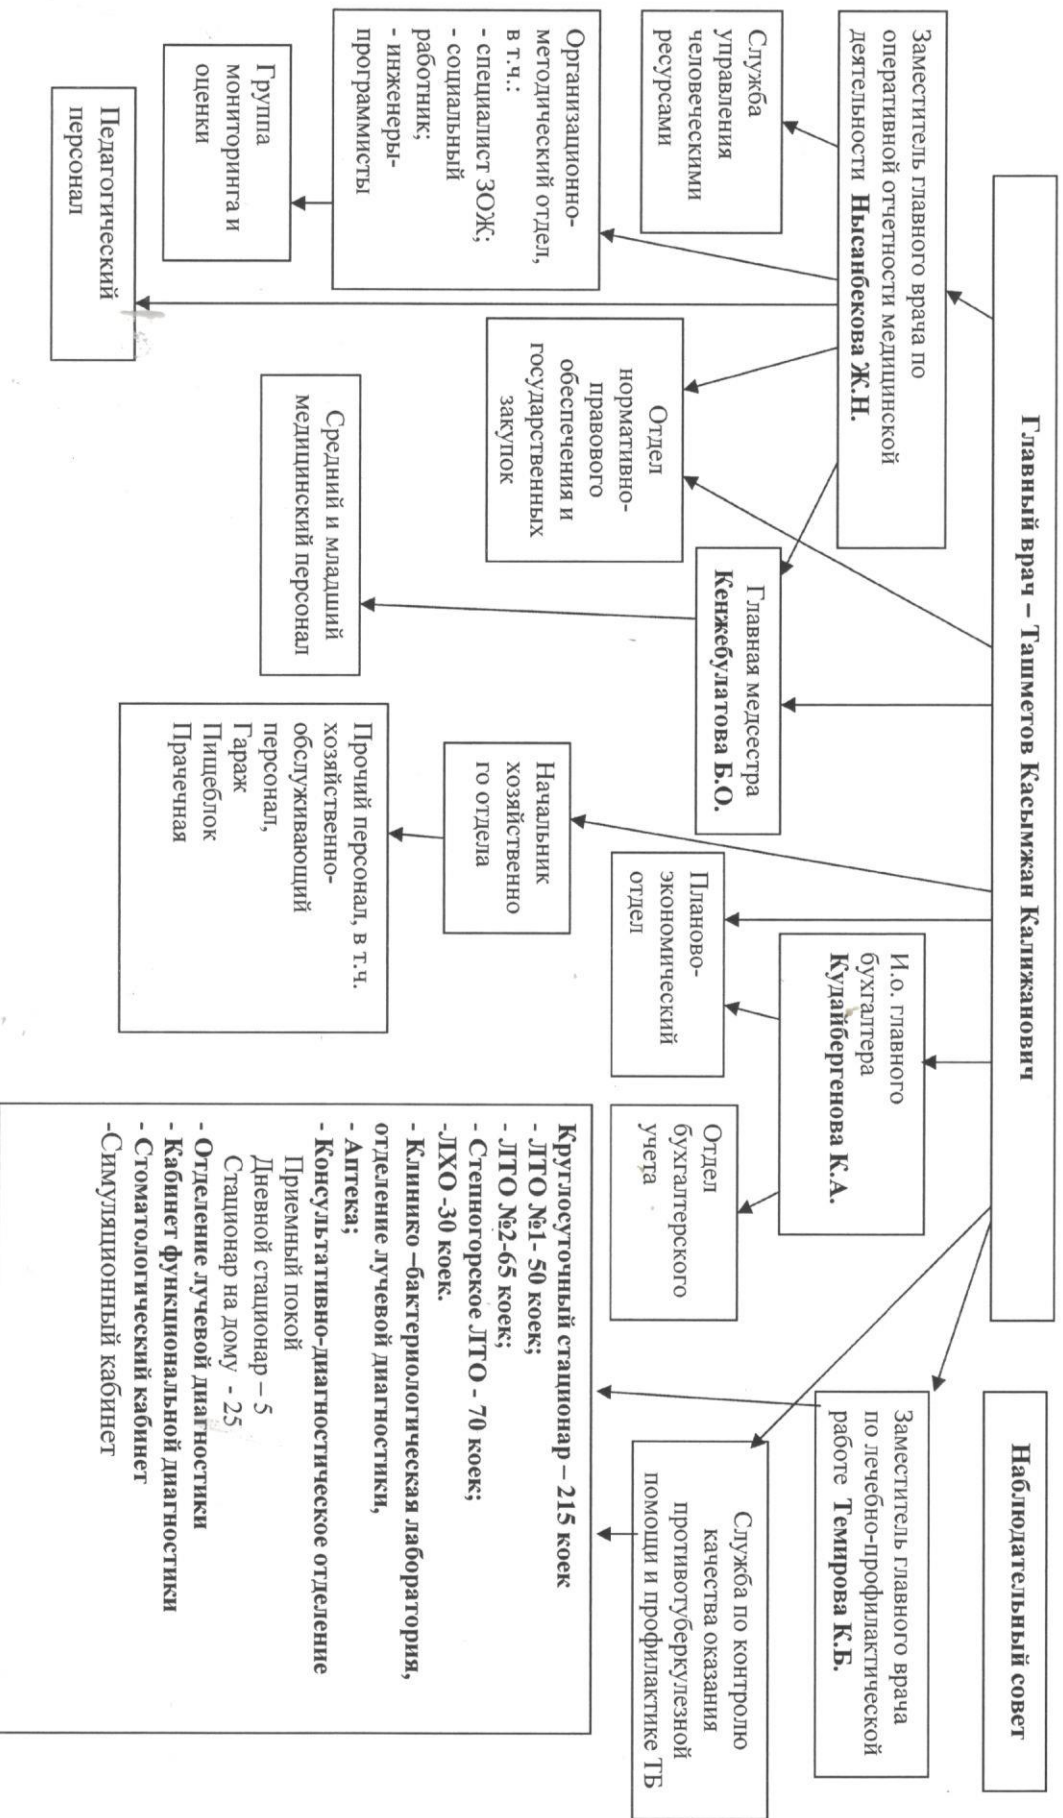 Главный врач – Ташметов Касымжан Калижанович
Наблюдательный совет
Заместитель главного врача по
оперативной отчетности медицинской
деятельности Нысанбекова Ж.Н.
И.о. главного
бухгалтера
Кудайбергенова К.А.
Заместитель главного врача
по лечебно-профилактической
работе Темирова К.Б.
Служба
управления
человеческими
ресурсами
Главная медсестра
Кенжебулатова Б.О.
Планово-
экономический
отдел
Отдел
бухгалтерского
учета
Служба по контролю
качества оказания
противотуберкулезной
помощи и профилактике ТБ
Организационно-
методический отдел,
в т.ч.:
- специалист ЗОЖ;
- социальный
работник;
- инженеры-
программисты
Отдел
нормативно-
правового
обеспечения и
государственных
закупок
Начальник
хозяйственно
го отдела
Круглосуточный стационар – 215 коек
- ЛТО №1- 50 коек;
- ЛТО №2-65 коек;
- Степногорское ЛТО - 70 коек;
-ЛХО -30 коек.
- Клинико –бактериологическая лаборатория,
отделение лучевой диагностики,
- Аптека;
- Консультативно-диагностическое отделение
Приемный покой
Дневной стационар – 5
Стационар на дому - 25
- Отделение лучевой диагностики
- Кабинет функциональной диагностики
- Стоматологический кабинет
-Симуляционный кабинет
Группа
мониторинга и
оценки
Средний и младший
медицинский персонал
Прочий персонал, в т.ч.
хозяйственно-
обслуживающий
персонал,
Гараж
Пищеблок
Прачечная
Педагогический
персонал